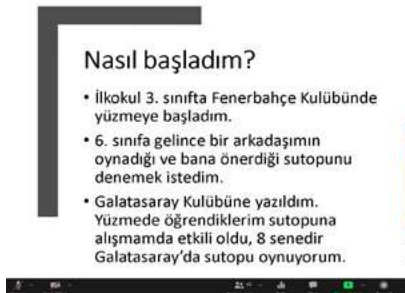 Nasıl başladım?
• İlkokul 3. sınıfta Fenerbahçe Kulübünde
yüzmeye başladım.
• 6. sınıfa gelince bir arkadaşımın
oynadığı ve bana önerdiği sutopunu
denemek istedim.
• Galatasaray Kulübüne yazıldım.
Yüzmede öğrendiklerim sutopuna
alışmamda etkili oldu, 8 senedir
Galatasaray'da sutopu oynuyorum.